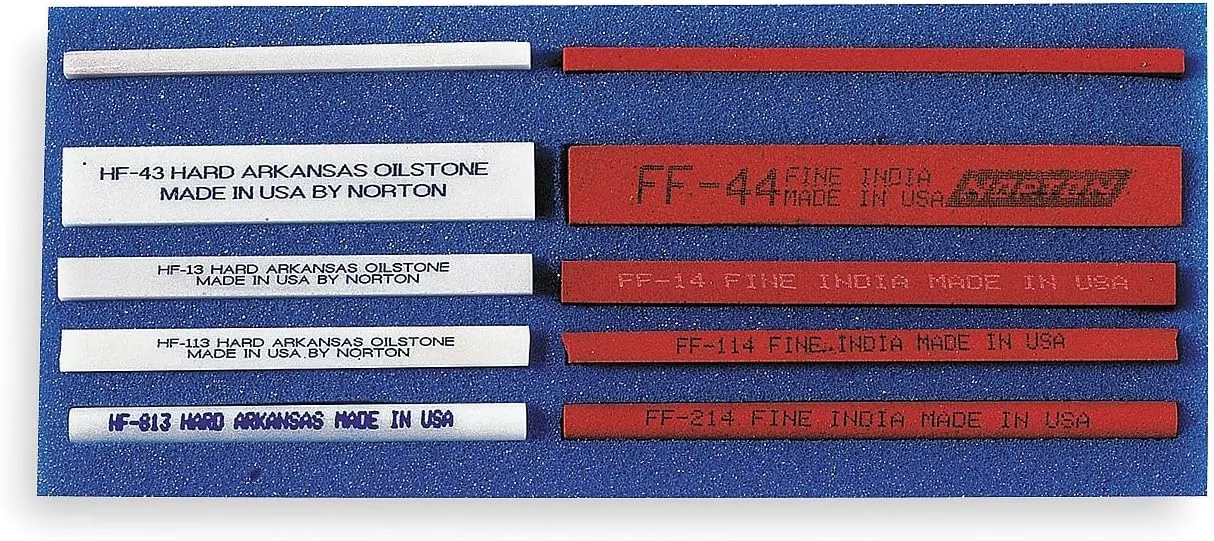 HF-43 HARD ARKANSAS OILSTONE
MADE IN USA BY NORTON
FF-44 FINE INDIA
MADE IN USA NORTON
HF-13 HARD ARKANSAS OILSTONE
MADE IN USA BY NORTON
FF-14 FINE INDIA MADE IN USA
HF-113 HARD ARKANSAS OILSTONE
MADE IN USA BY NORTON
FF-114 FINE INDIA MADE IN USA
HF-813 HARD ARKANSAS MADE IN USA
FF-214 FINE INDIA MADE IN USA